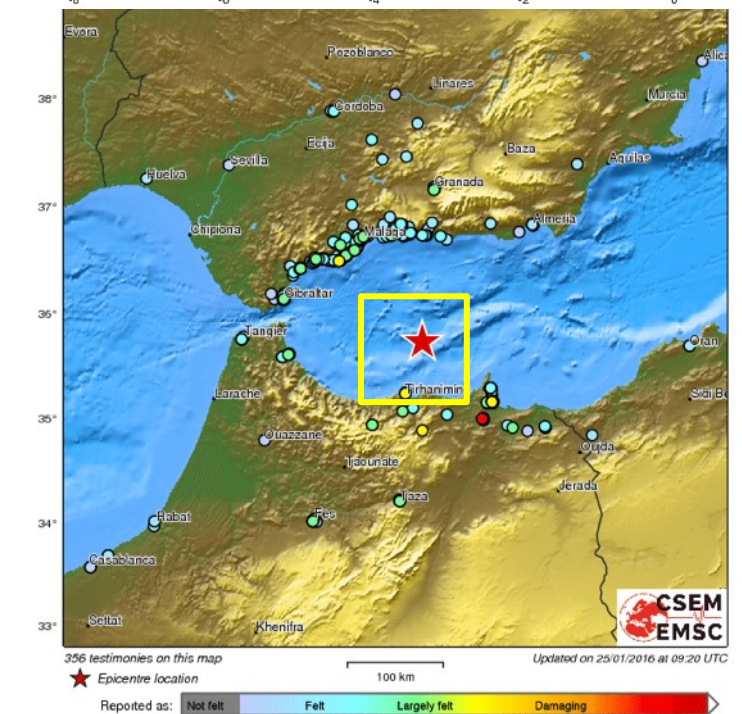 -4 -2 0
Evora
Pozoblanco
Alica
Linares
38°
Murcia
Cordoba
Ecija
Baza
Aguilas
Huelva
Sevilla
Granada
37°
Chipiona
Malaga
Almeria
Gibraltar
36°
Tangier
Oran
Tirhanimin
Larache
Sidi Be
35°
Ouazzane
Oujda
Taounate
Jerada
Taza
34°
Rabat
Fes
Casablanca
CSEM
EMSC
Settat
Khenifra
33°
356 testimonies on this map
Updated on 25/01/2016 at 09:20 UTC
Epicentre location
100 km
Reported as: Not felt Felt Largely felt Damaging